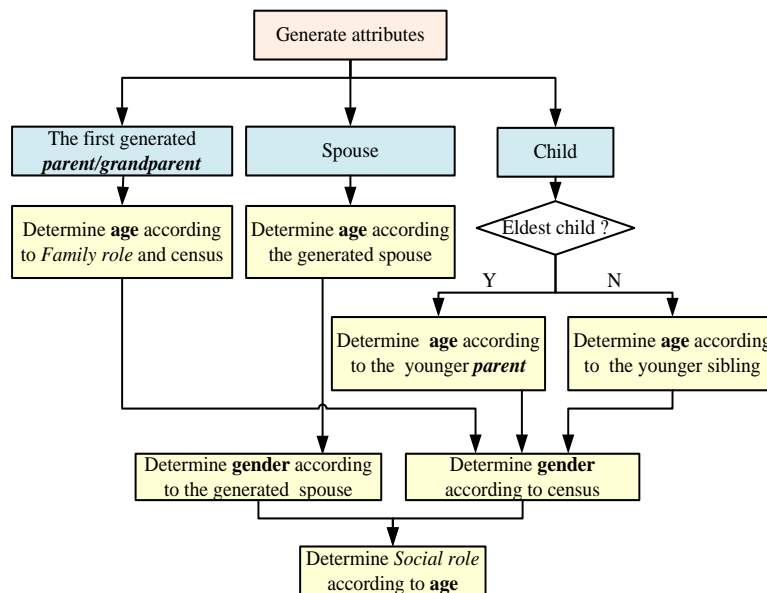 Generate attributes
The first generated
parent/grandparent
Spouse
Child
Determine age according
to Family role and census
Determine age according
the generated spouse
Eldest child ?
Y
N
Determine age according
to the younger parent
Determine age according
to the younger sibling
Determine gender according
to the generated spouse
Determine gender
according to census
Determine Social role
according to age